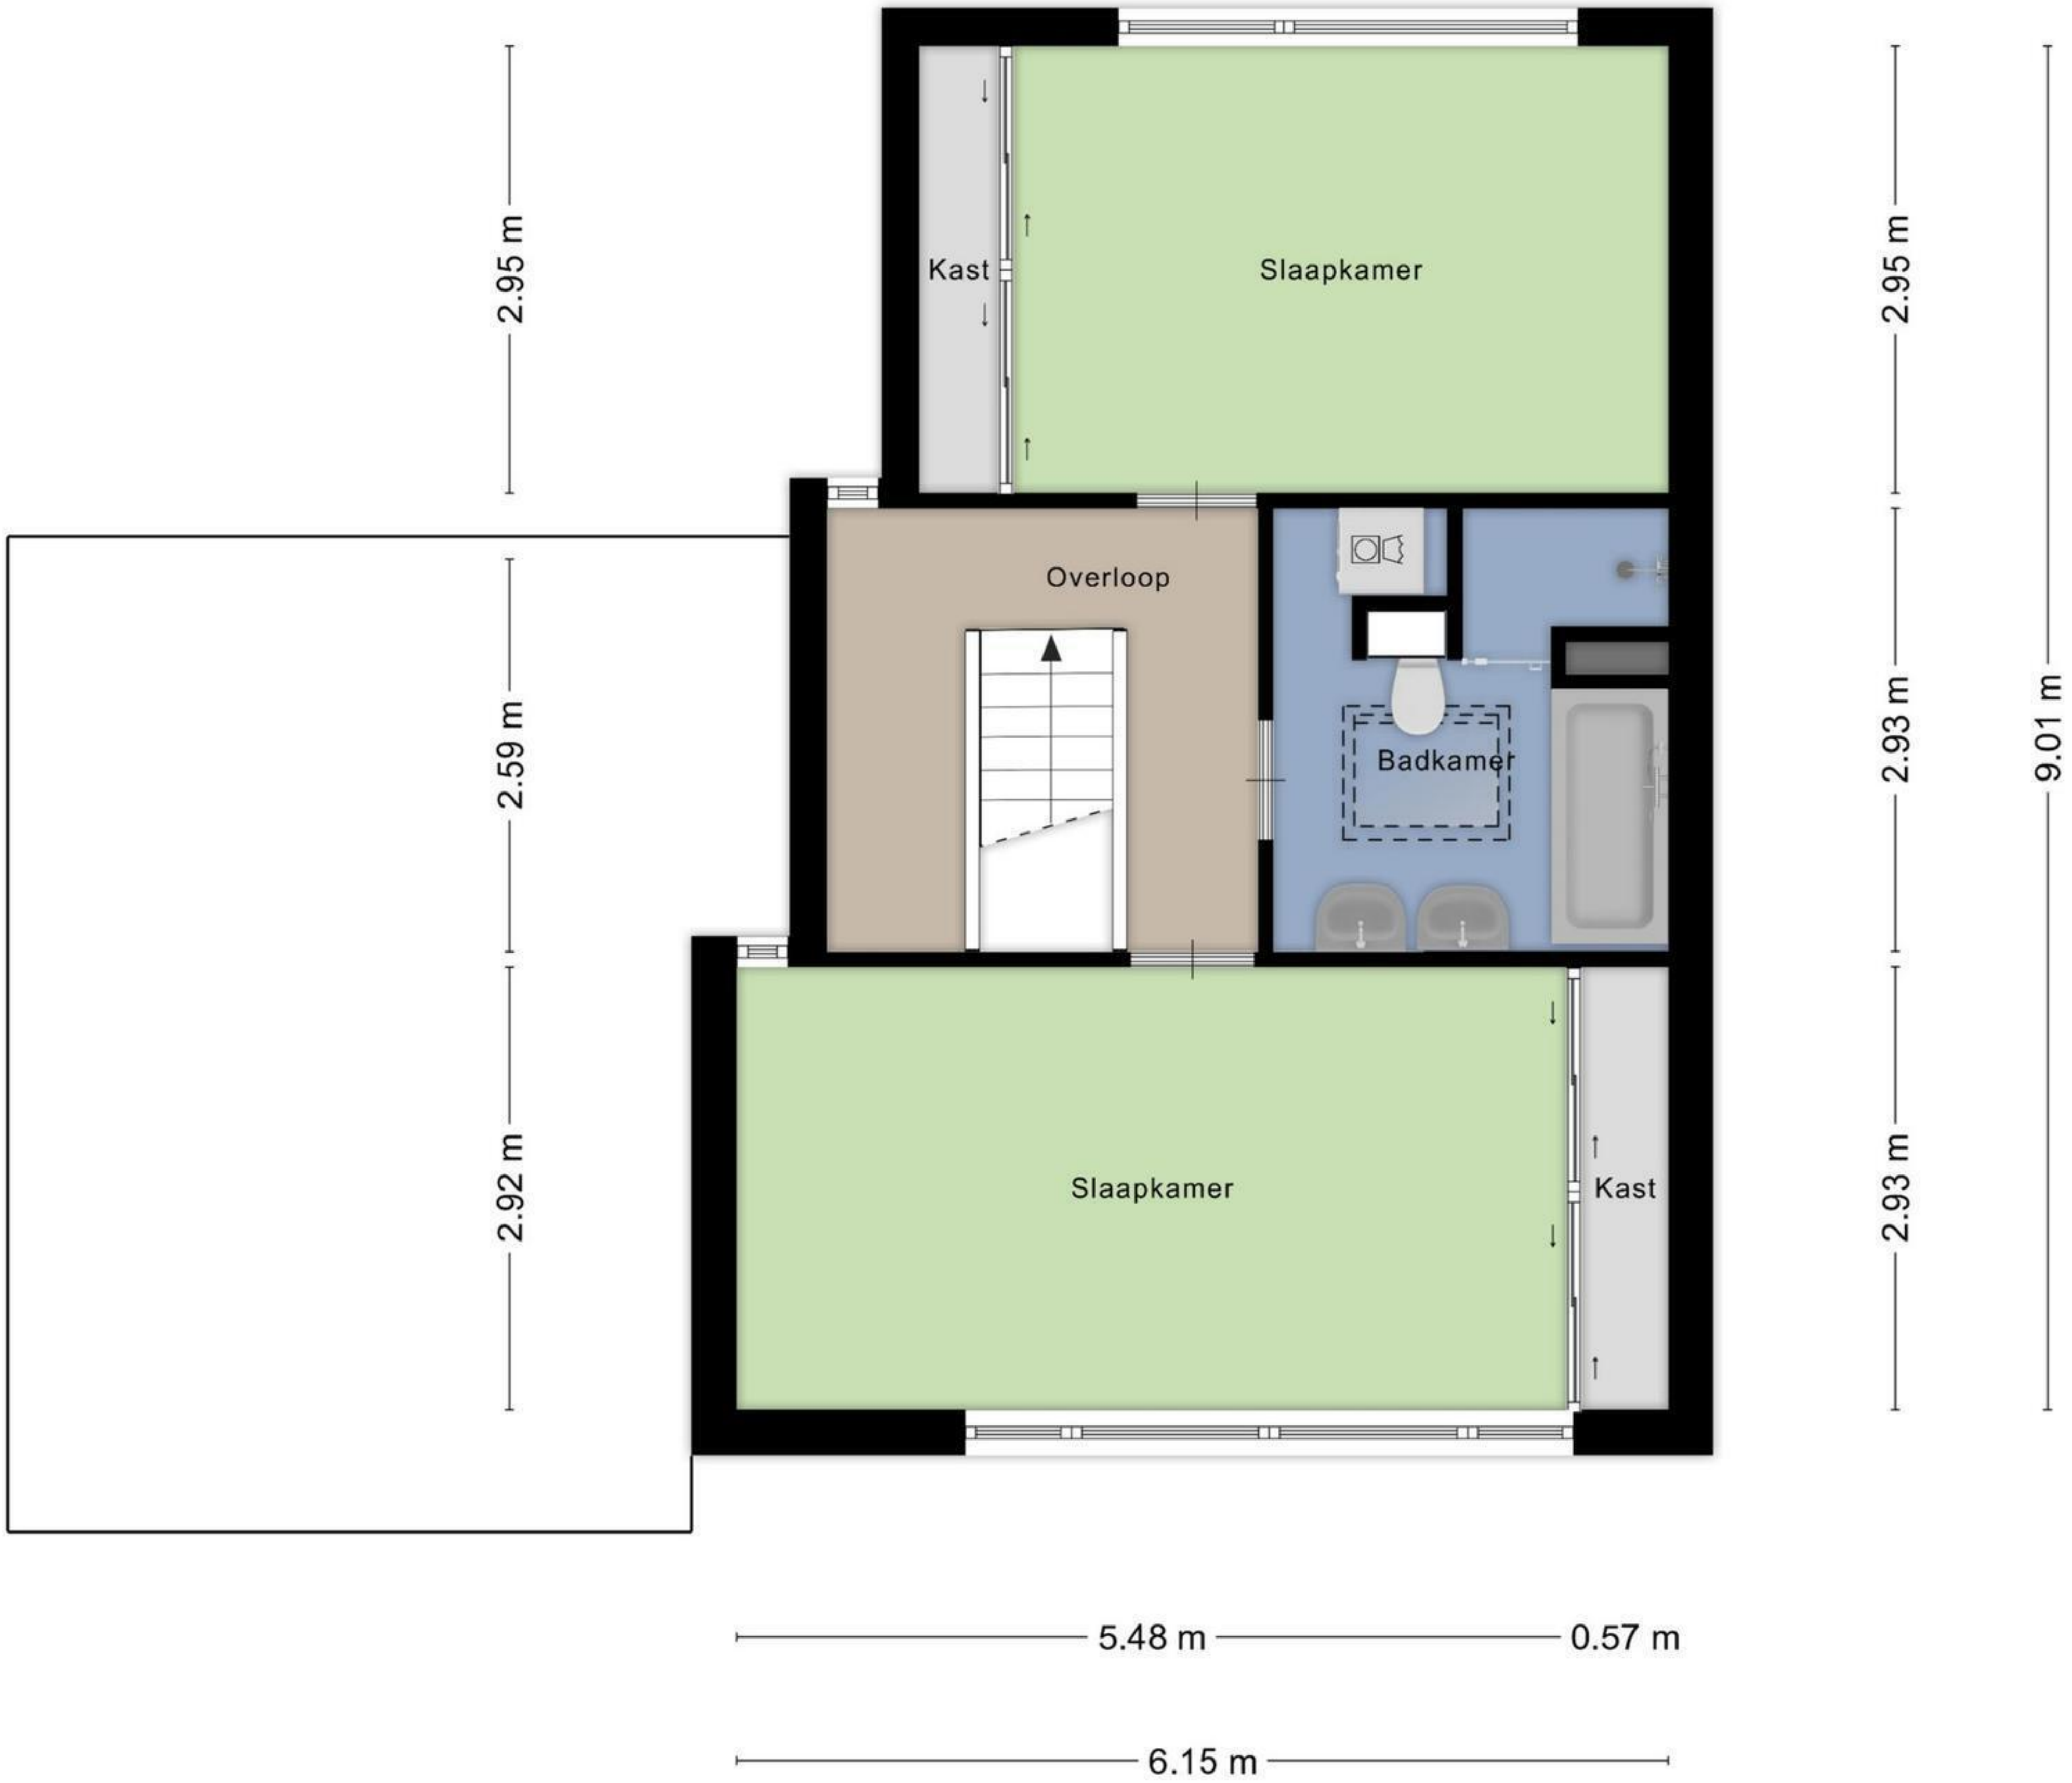 2.95 m
Kast
Slaapkamer
2.95 m
Overloop
2.59 m
Badkamer
2.93 m
9.01 m
2.92 m
Slaapkamer
Kast
2.93 m
5.48 m
0.57 m
6.15 m